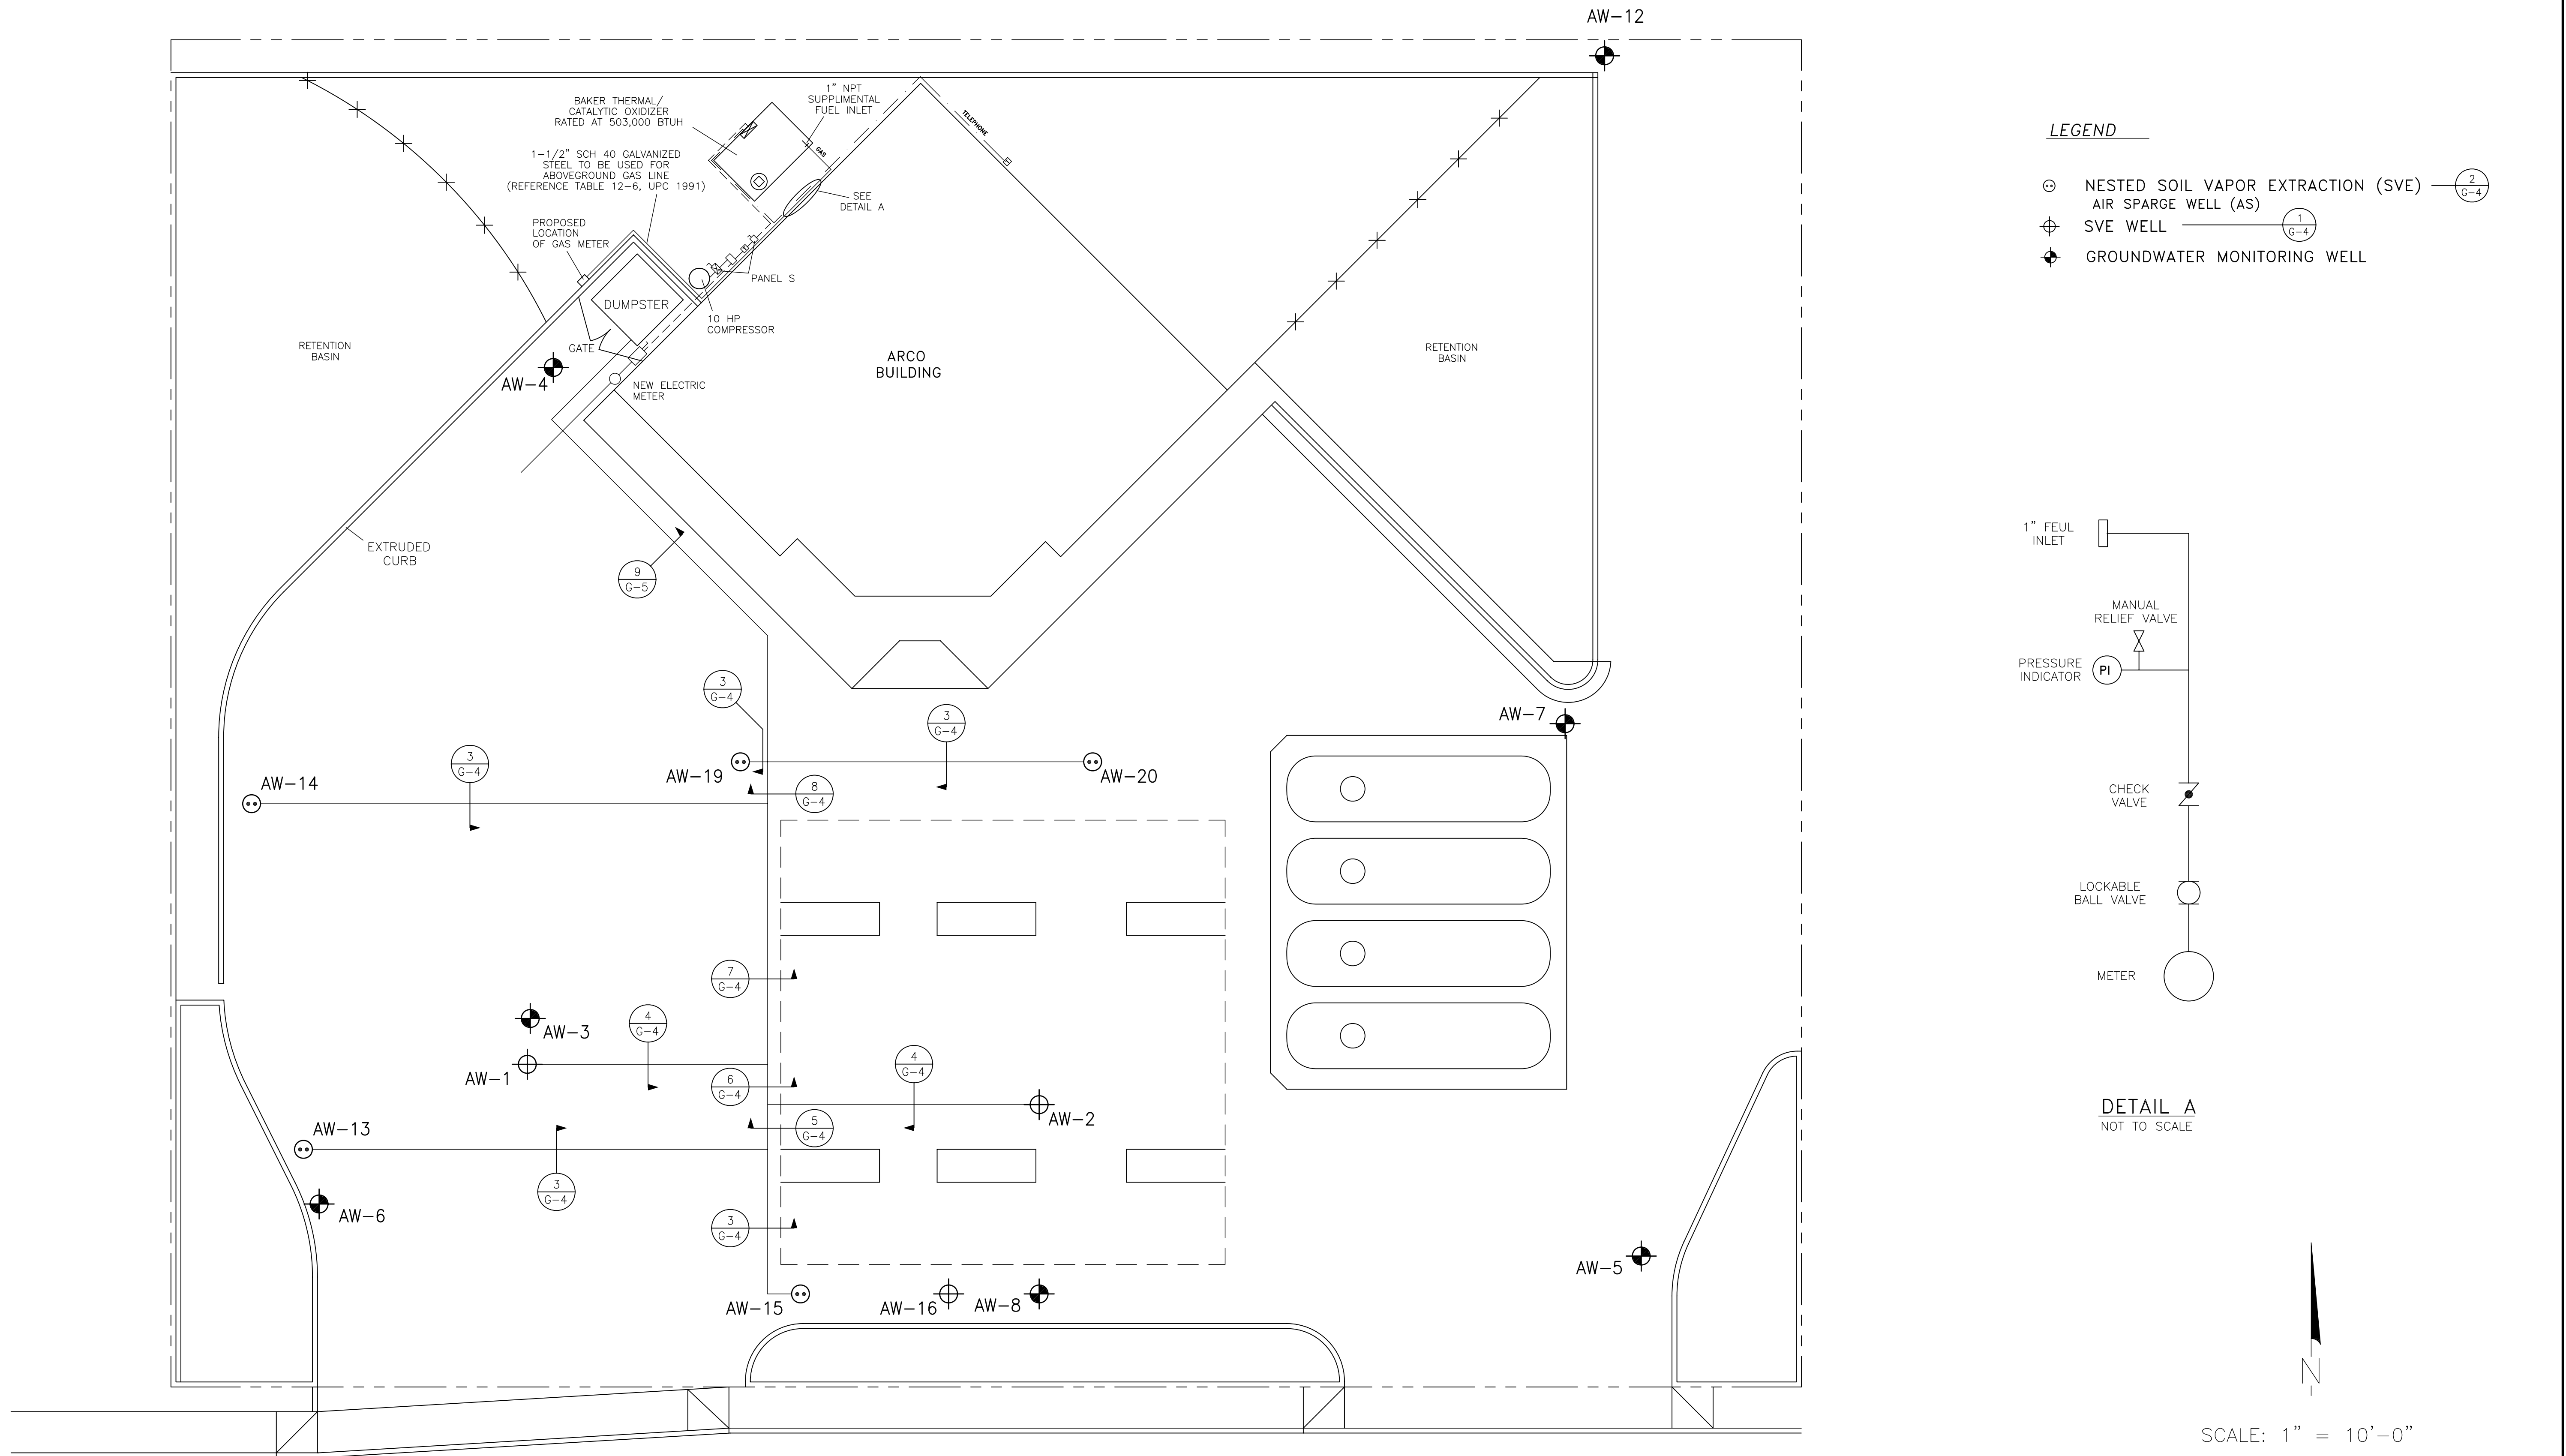 AW-12
BAKER THERMAL/
CATALYTIC OXIDIZER
RATED AT 503,000 BTUH
1" NPT
SUPPLIMENTAL
FUEL INLET
TELEPHONE
GAS
1-1/2" SCH 40 GALVANIZED
STEEL TO BE USED FOR
ABOVEGROUND GAS LINE
(REFERENCE TABLE 12-6, UPC 1991)
SEE
DETAIL A
PROPOSED
LOCATION
OF GAS METER
PANEL S
DUMPSTER
10 HP
COMPRESSOR
GATE
RETENTION
BASIN
ARCO
BUILDING
RETENTION
BASIN
AW-4
NEW ELECTRIC
METER
EXTRUDED
CURB
9
G-5
3
G-4
3
G-4
AW-7
3
G-4
AW-19
AW-20
AW-14
8
G-4
7
G-4
AW-3
4
G-4
AW-1
6
G-4
4
G-4
AW-2
AW-13
5
G-4
3
G-4
AW-6
3
G-4
AW-5
AW-15
AW-16
AW-8
LEGEND
NESTED SOIL VAPOR EXTRACTION (SVE)
AIR SPARGE WELL (AS)
2
G-4
SVE WELL
1
G-4
GROUNDWATER MONITORING WELL
1" FEUL
INLET
MANUAL
RELIEF VALVE
PRESSURE
INDICATOR
PI
CHECK
VALVE
LOCKABLE
BALL VALVE
METER
DETAIL A
NOT TO SCALE
N
SCALE: 1" = 10'-0"